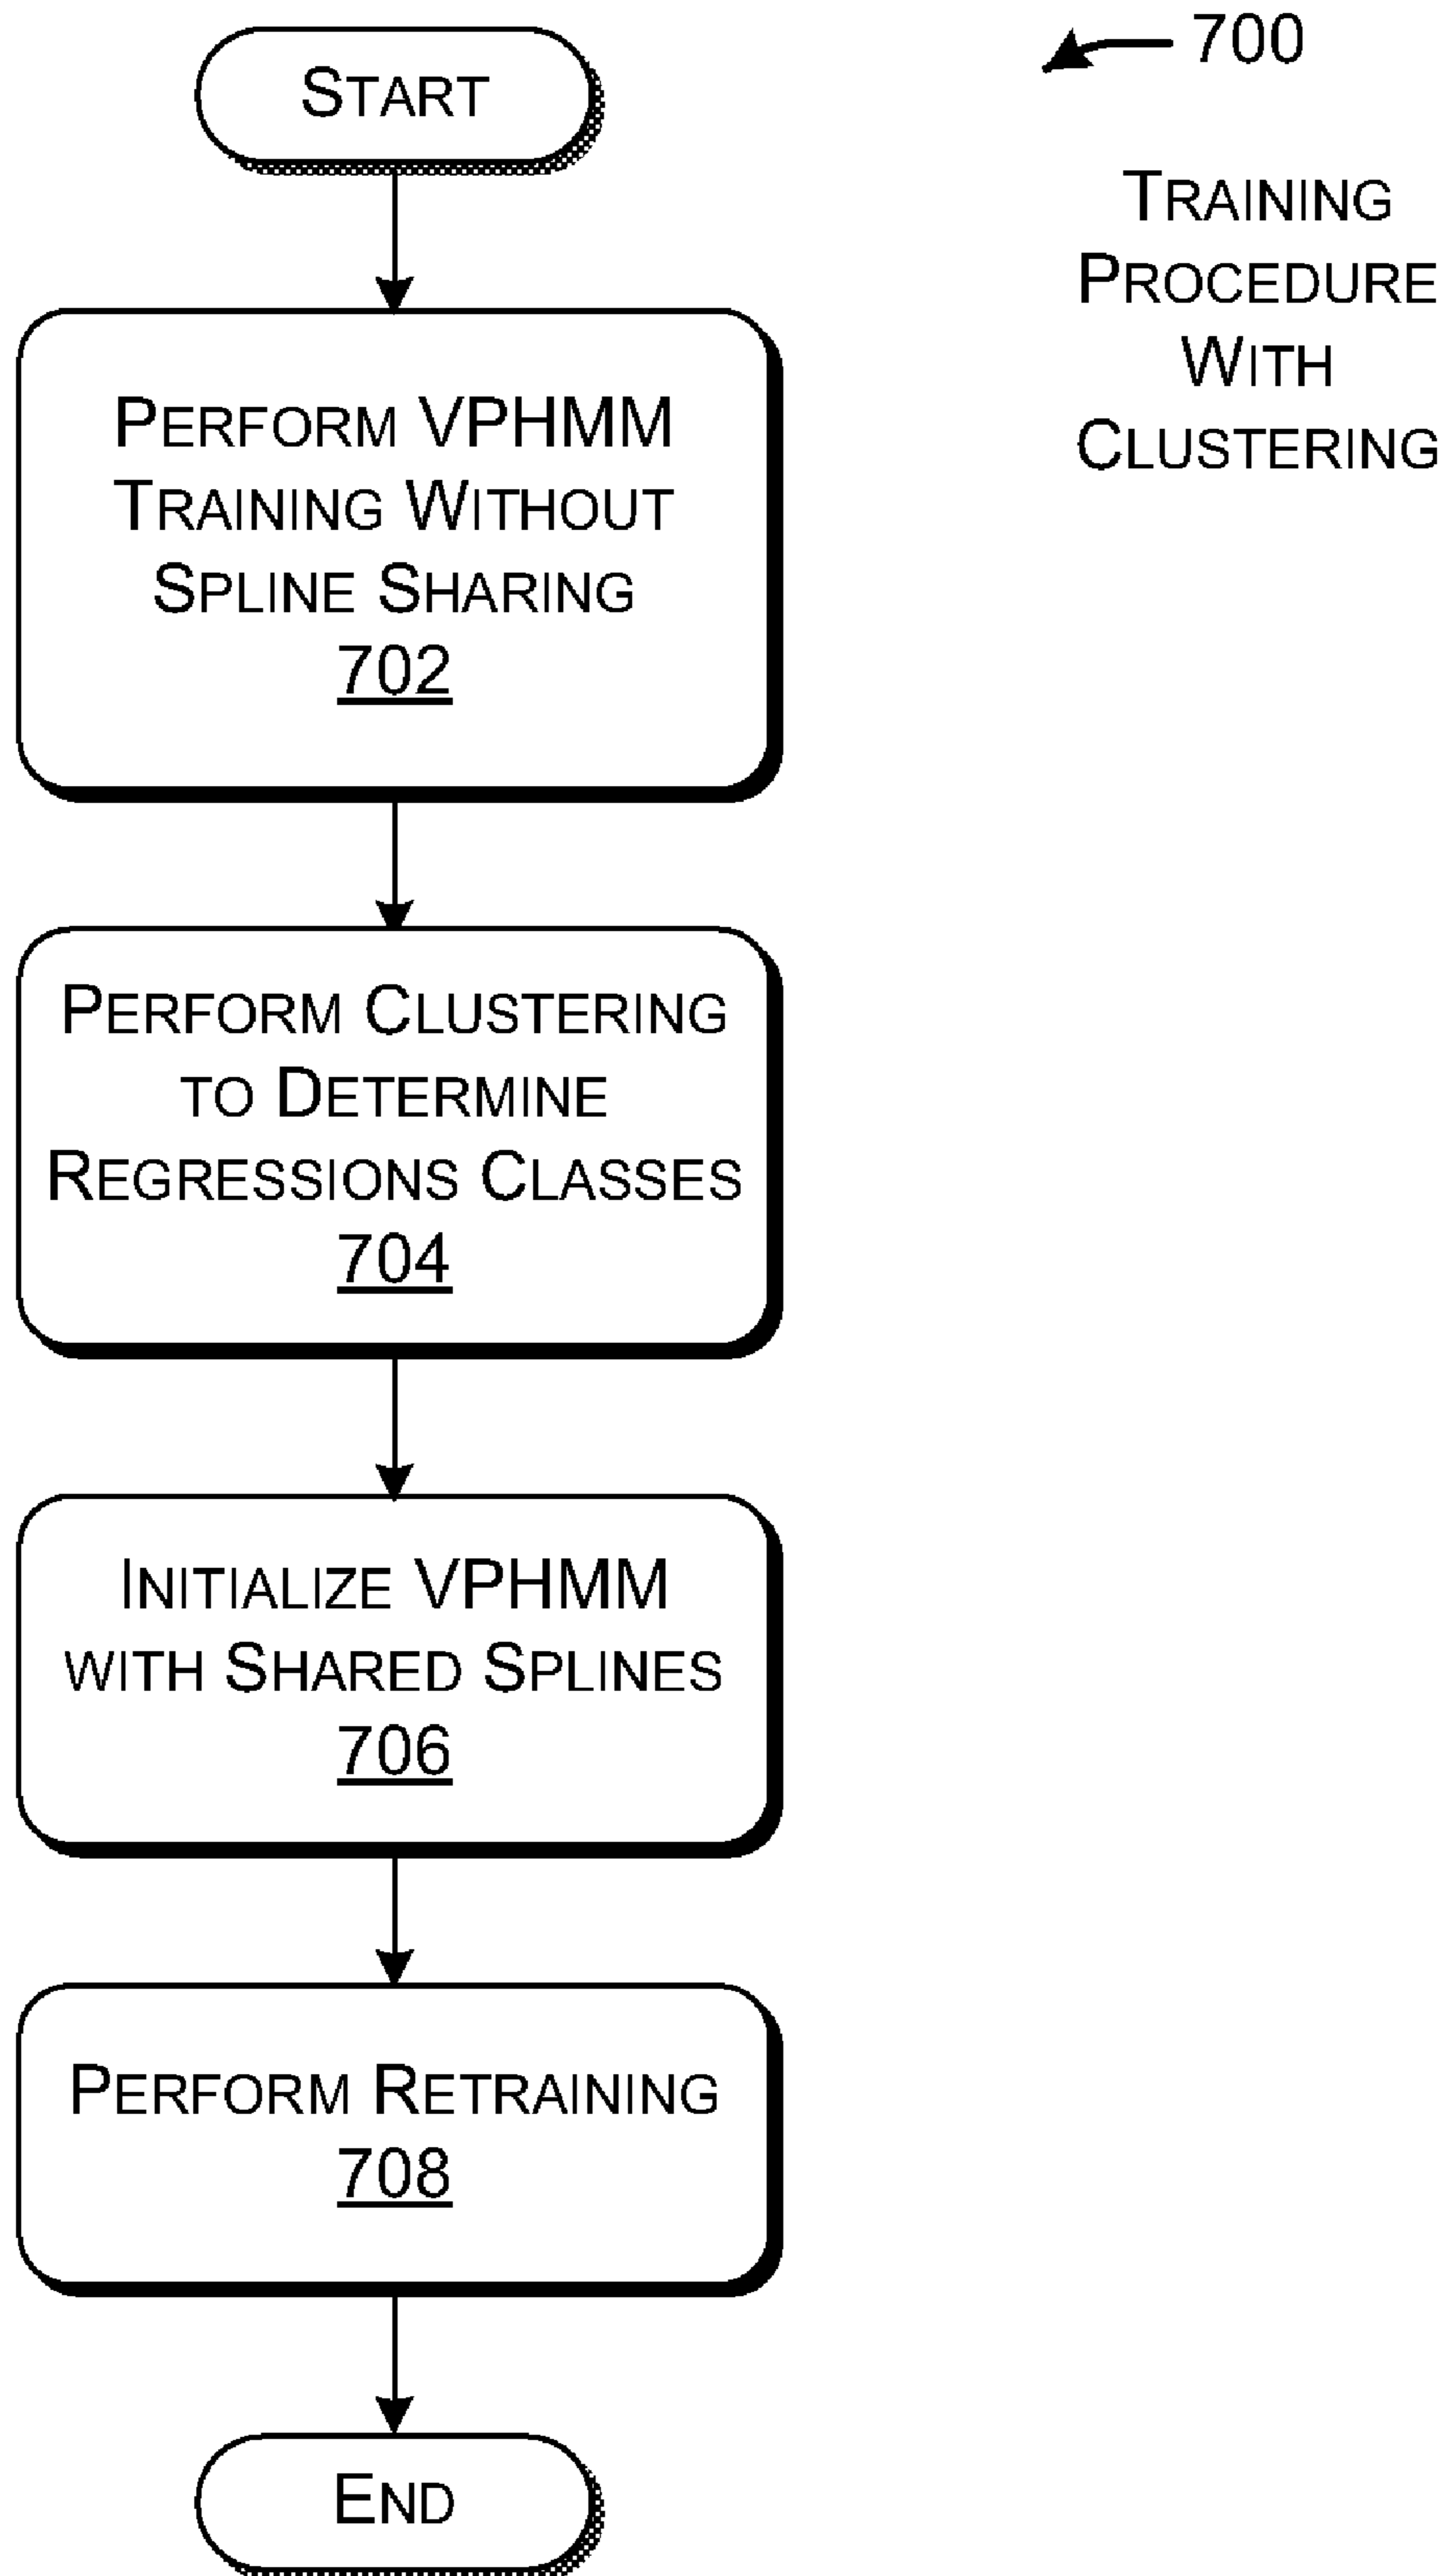 START
700
TRAINING
PROCEDURE
WITH
CLUSTERING
PERFORM VPHMM
TRAINING WITHOUT
SPLINE SHARING
702
PERFORM CLUSTERING
TO DETERMINE
REGRESSIONS CLASSES
704
INITIALIZE VPHMM
WITH SHARED SPLINES
706
PERFORM RETRAINING
708
END